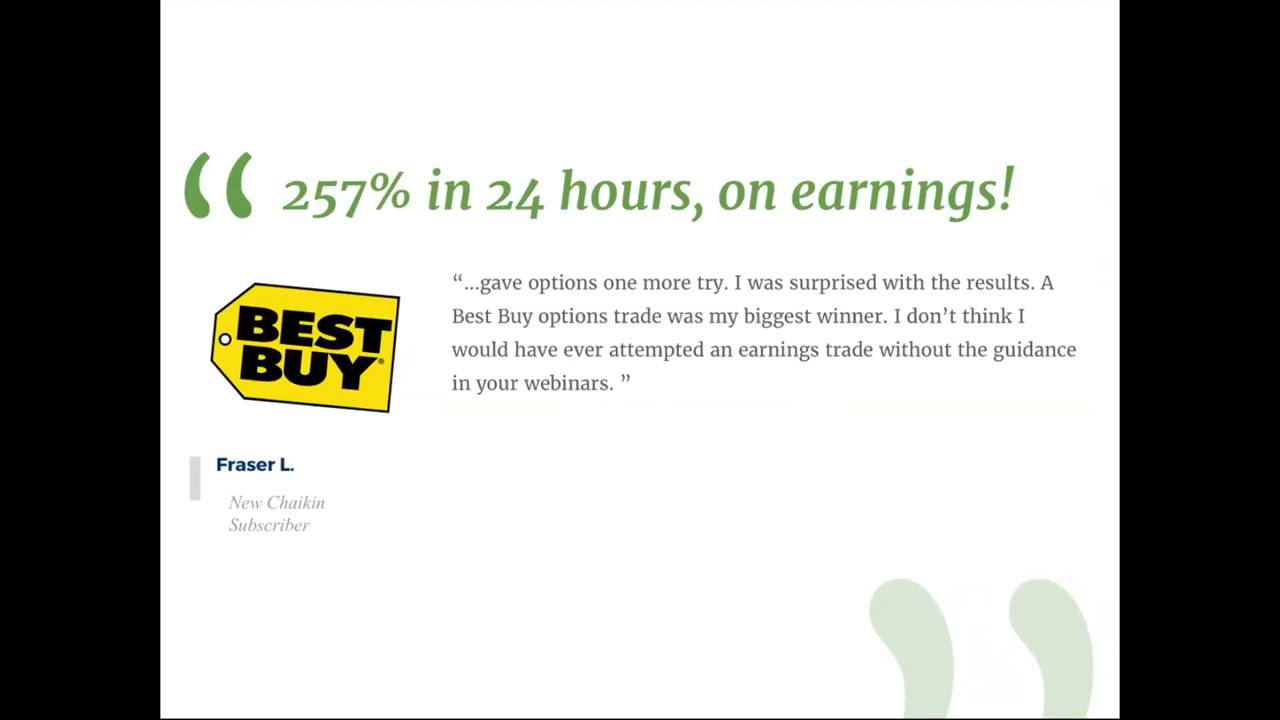 “ 257% in 24 hours, on earnings!
BEST
BUY®
“...gave options one more try. I was surprised with the results. A
Best Buy options trade was my biggest winner. I don’t think I
would have ever attempted an earnings trade without the guidance
in your webinars. ”
Fraser L.
New Chaikin
Subscriber
”